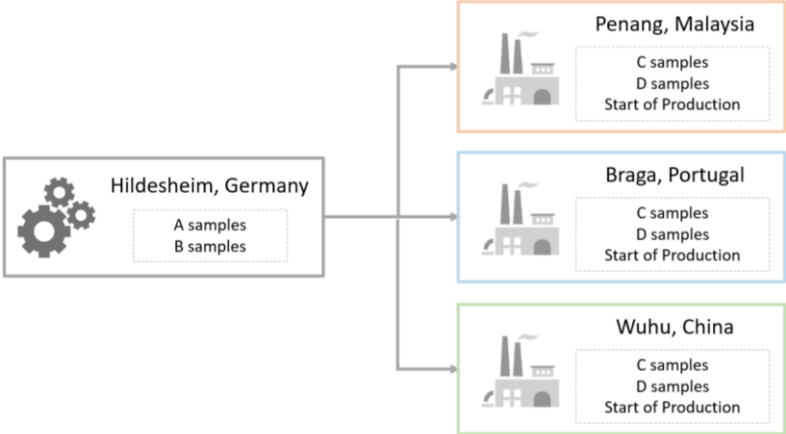 Hildesheim, Germany
A samples
B samples
Penang, Malaysia
C samples
D samples
Start of Production
Braga, Portugal
C samples
D samples
Start of Production
Wuhu, China
C samples
D samples
Start of Production